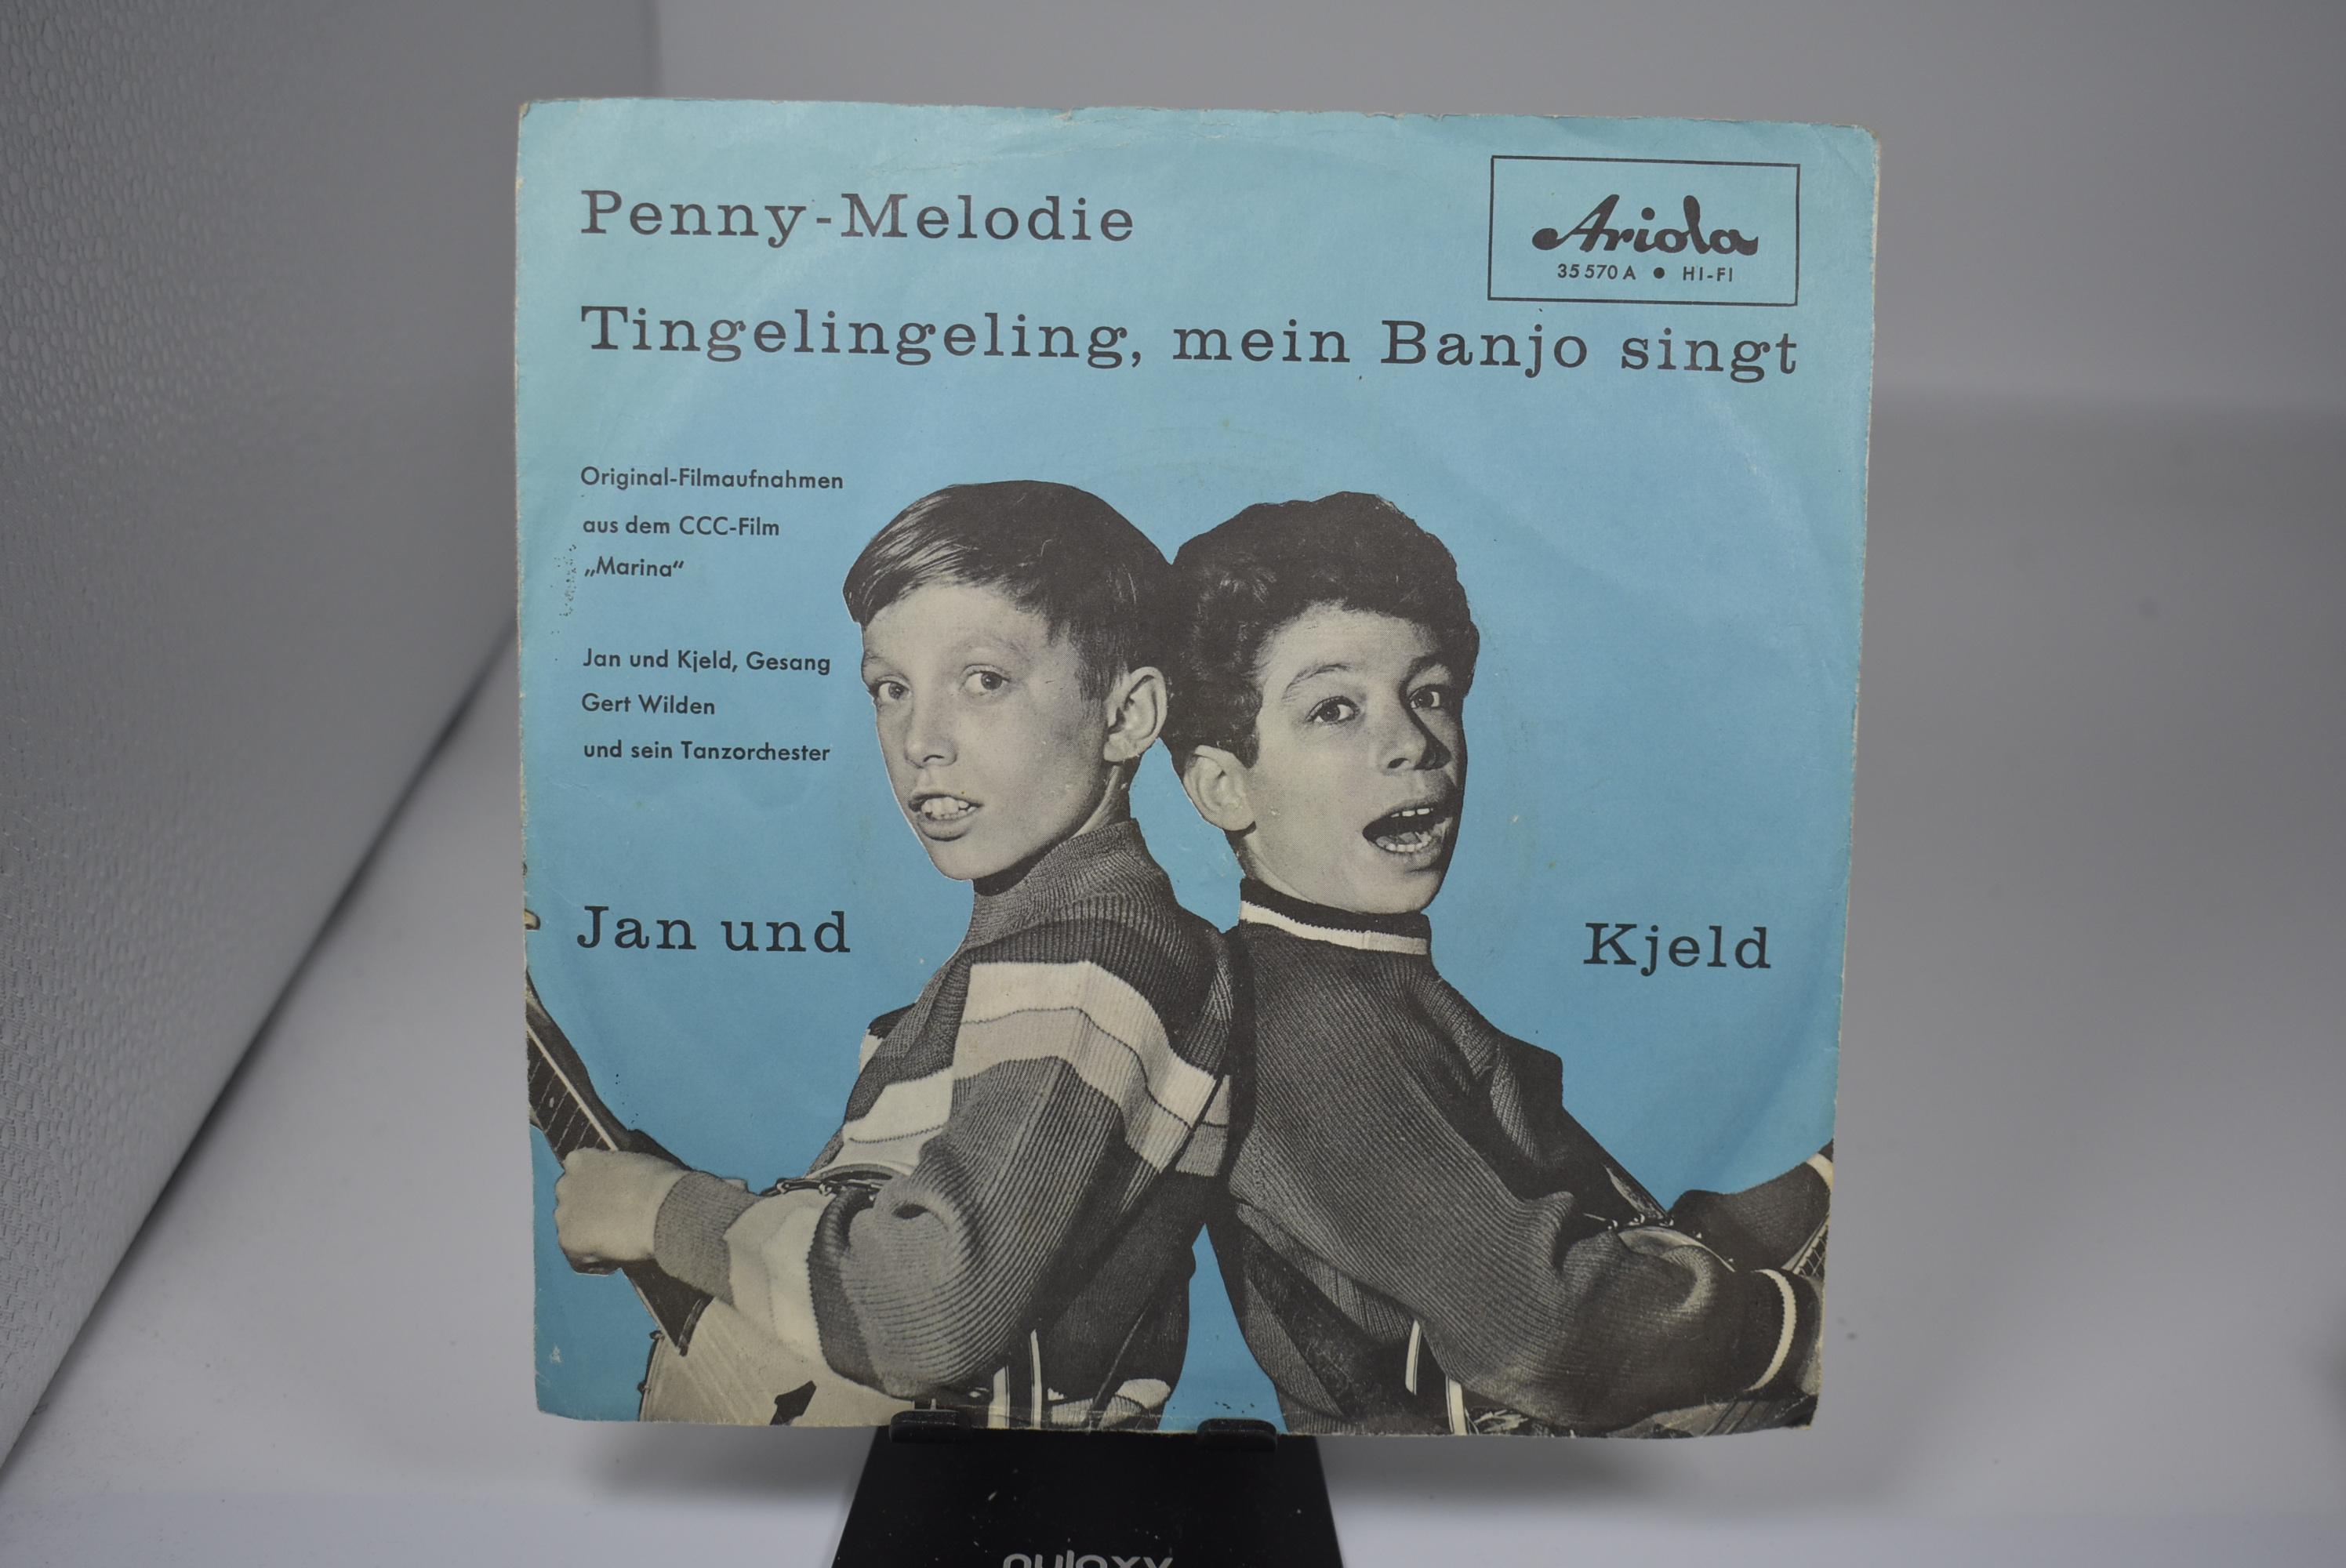 Penny-Melodie
Ariola
35 570 A ● HI-FI
Tingelingeling, mein Banjo singt
Original-Filmaufnahmen
aus dem CCC-Film
„Marina“
Jan und Kjeld, Gesang
Gert Wilden
und sein Tanzorchester
Jan und Kjeld
nulaxy